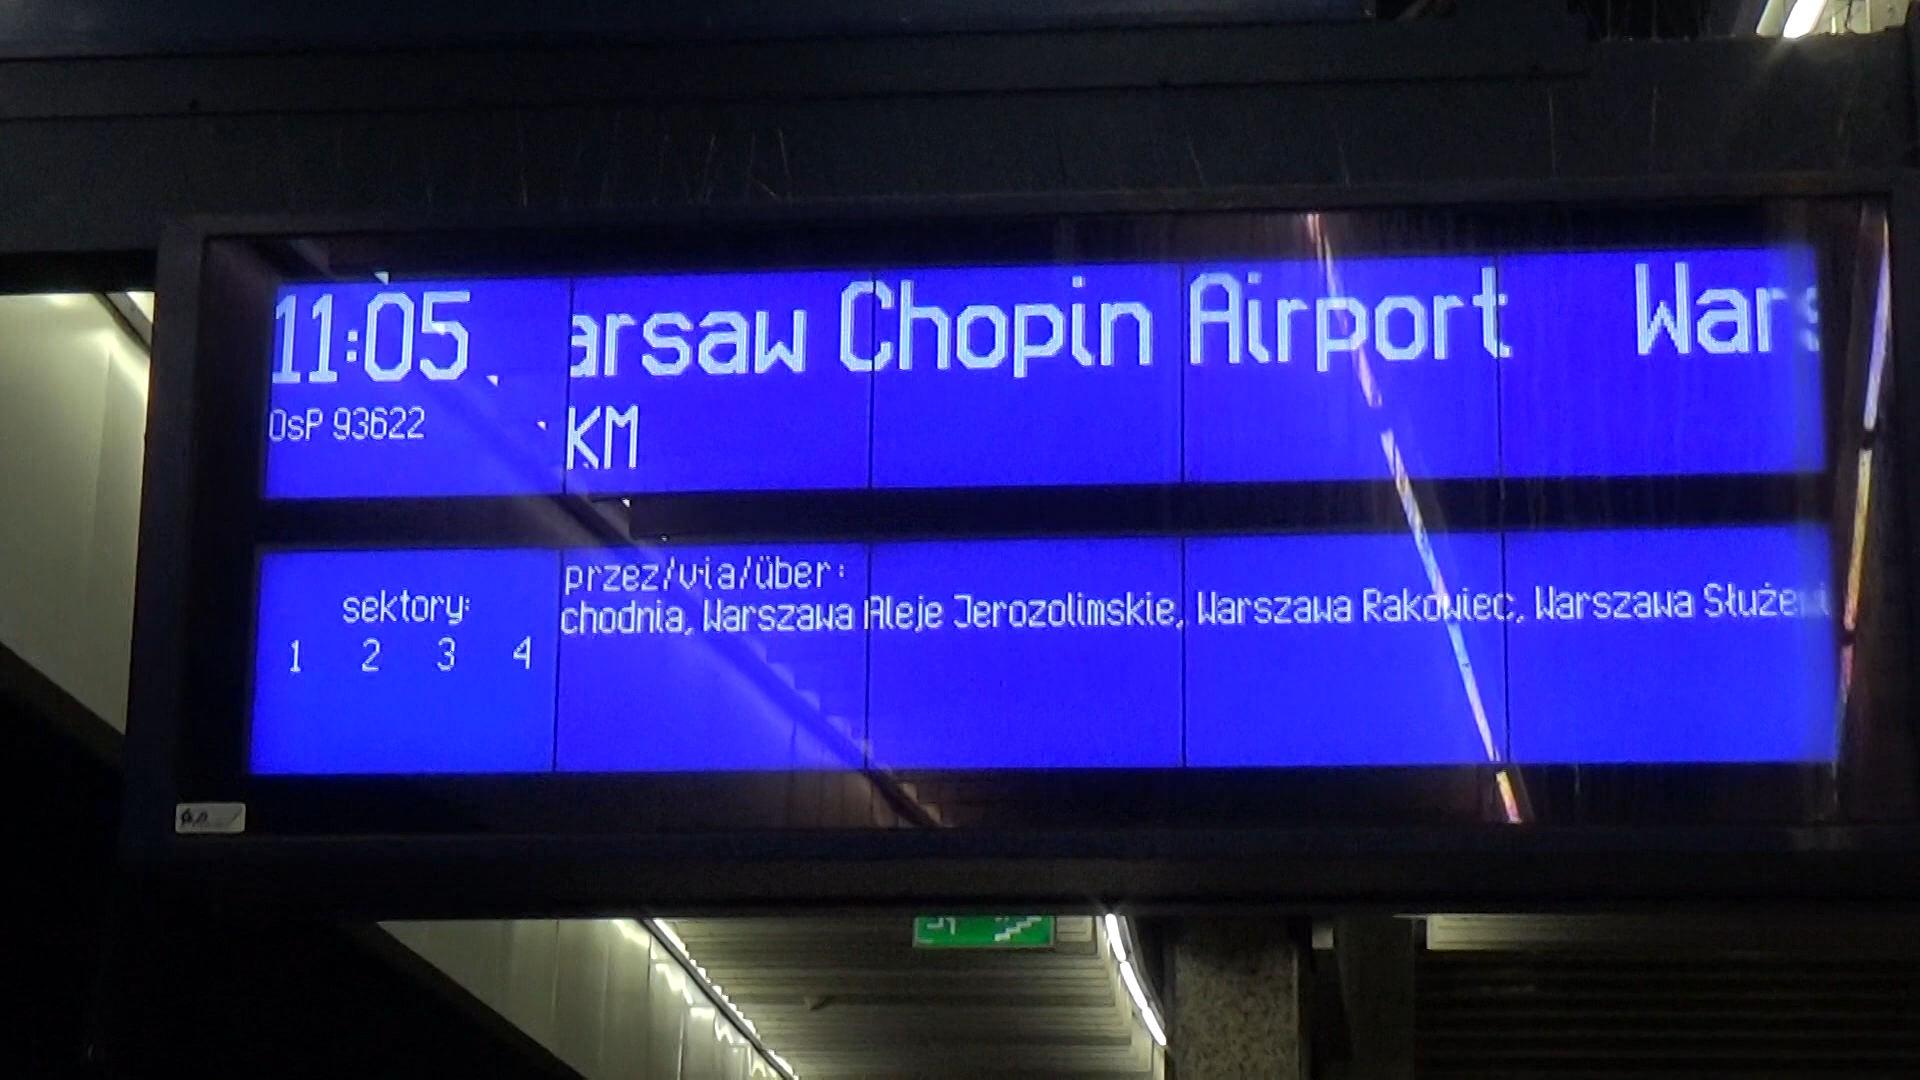 11:05 arsaw Chopin Airport Wars
OsP 93622 KM
przez/via/über:
sektory:
chodnia, Warszawa Aleje Jerozolimskie, Warszawa Rakowiec, Warszawa Służewi
1 2 3 4